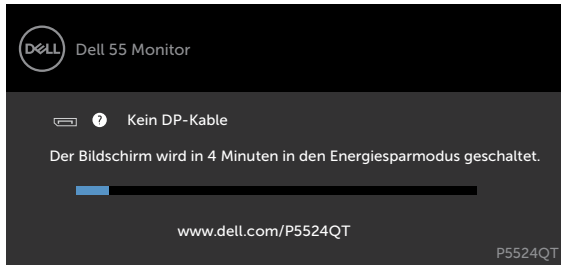 DELL Dell 55 Monitor
? Kein DP-Kable
Der Bildschirm wird in 4 Minuten in den Energiesparmodus geschaltet.
www.dell.com/P5524QT
P5524QT